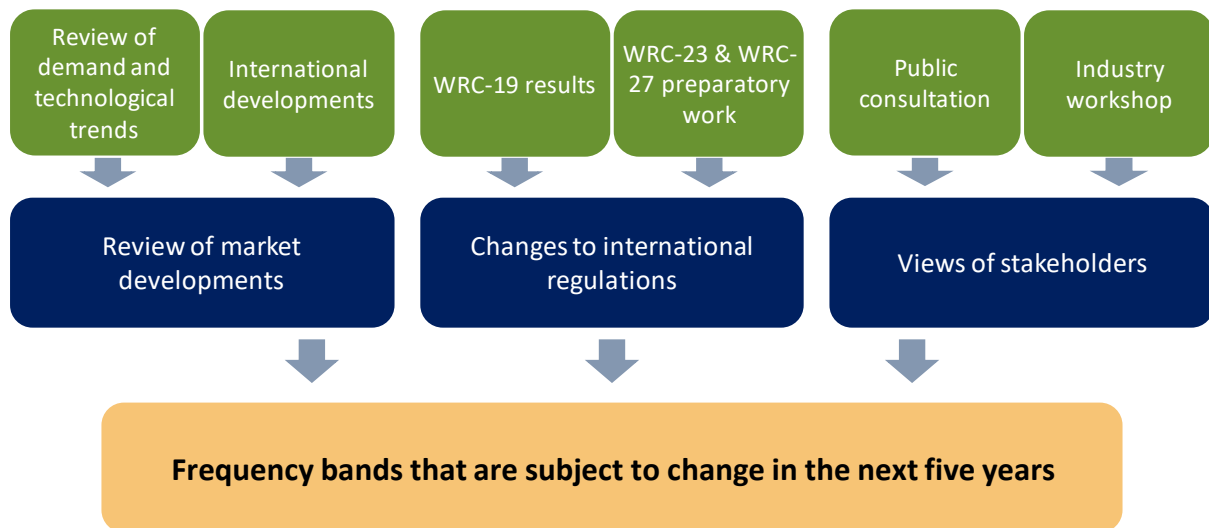 Review of
demand and
technological
trends
International
developments
WRC-19 results
WRC-23 & WRC-
27 preparatory
work
Public
consultation
Industry
workshop
Review of market
developments
Changes to international
regulations
Views of stakeholders
Frequency bands that are subject to change in the next five years